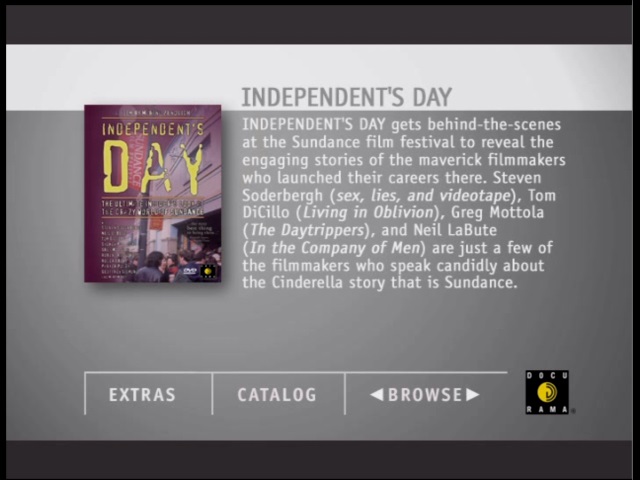 INDEPENDENT'S DAY
INDEPENDENT'S
DAY
DVD
INDEPENDENT'S DAY gets behind-the-scenes
at the Sundance film festival to reveal the
engaging stories of the maverick filmmakers
who launched their careers there. Steven
Soderbergh (sex, lies, and videotape), Tom
DiCillo (Living in Oblivion), Greg Mottola
(The Daytrippers), and Neil LaBute
(In the Company of Men) are just a few of
the filmmakers who speak candidly about
the Cinderella story that is Sundance.
EXTRAS
CATALOG
◀BROWSE▶
DOCU
RAMA®